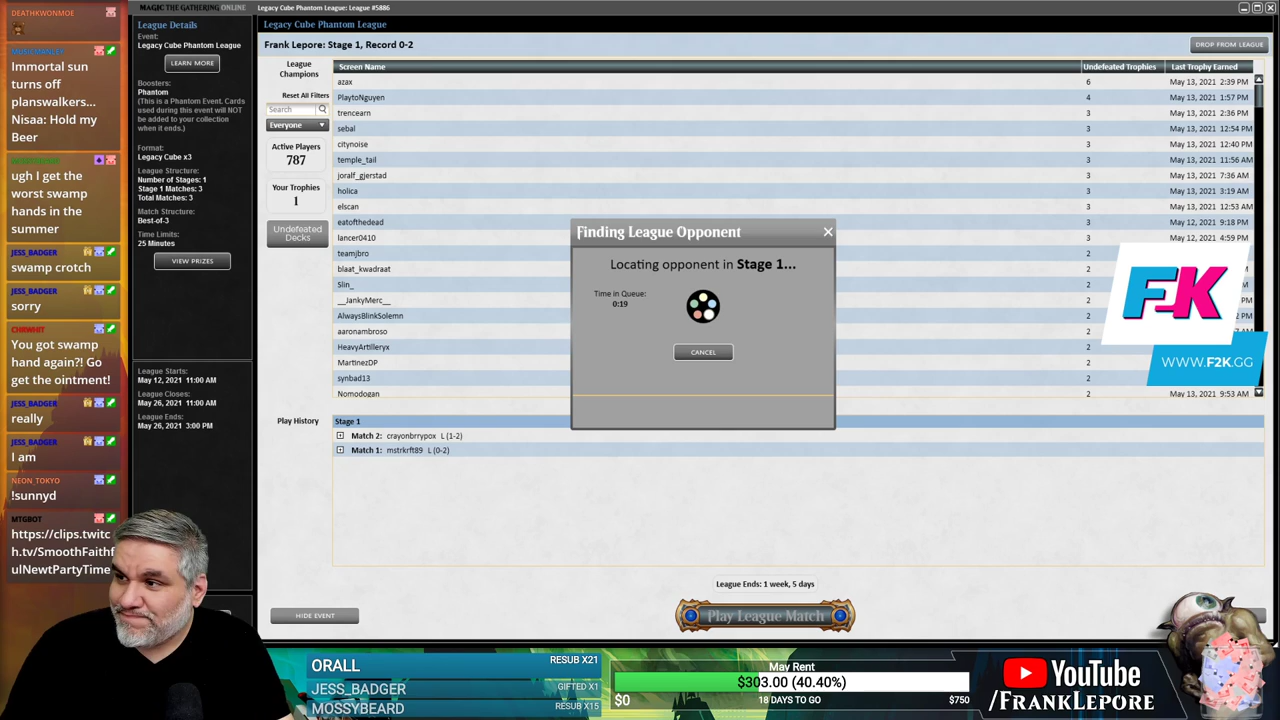 DEATHKWONMOE
Immortal sun
turns off
planswalkers...
Nisaa: Hold my
Beer
ugh I get the
worst swamp
hands in the
summer
JESS_BADGER
swamp crotch
JESS_BADGER
sorry
CHRWHIT
You got swamp
hand again?! Go
get the ointment!
JESS_BADGER
really
JESS_BADGER
I am
NEON_TOKYO
!sunnyd
MTGBOT
https://clips.twitc
h.tv/SmoothFaithf
ulNewtPartyTime
MAGIC THE GATHERING ONLINE
Legacy Cube Phantom League: League #5886
League Details
Event:
Legacy Cube Phantom League
LEARN MORE
Boosters:
Phantom
(This is a Phantom Event. Cards
used during this event will NOT
be added to your collection
when it ends.)
Format:
Legacy Cube x3
League Structure:
Number of Stages: 1
Stage 1 Matches: 3
Total Matches: 3
Match Structure:
Best-of-3
Time Limits:
25 Minutes
VIEW PRIZES
League Starts:
May 12, 2021 11:00 AM
League Closes:
May 26, 2021 11:00 AM
League Ends:
May 26, 2021 3:00 PM
Legacy Cube Phantom League
Frank Lepore: Stage 1, Record 0-2
DROP FROM LEAGUE
League
Champions
Reset All Filters
Search
Everyone
Active Players
787
Your Trophies
1
Undefeated
Decks
Screen Name Undefeated Trophies Last Trophy Earned
azax 6 May 13, 2021 2:39 PM
PlaytoNguyen 4 May 13, 2021 1:57 PM
trencearn 3 May 13, 2021 2:36 PM
sebal 3 May 13, 2021 12:54 PM
citynoise 3 May 13, 2021 12:40 PM
temple_tail 3 May 13, 2021 11:56 AM
joralf_gjerstad 3 May 13, 2021 7:36 AM
holica 3 May 13, 2021 3:19 AM
elscan 3 May 13, 2021 12:53 AM
eatofthedead 3 May 12, 2021 9:18 PM
lancer0410 3 May 12, 2021 4:59 PM
teamjbro 2
blaat_kwadraat 2
Slin_ 2
__JankyMerc__ 2 PM
AlwaysBlinkSolemn 2 PM
aaronambroso 2
HeavyArtilleryx 2
MartinezDP 2
synbad13 2
Nomodogan 2 May 13, 2021 9:53 AM
Finding League Opponent
Locating opponent in Stage 1...
Time in Queue:
0:19
CANCEL
F2K
WWW.F2K.GG
Play History
Stage 1
Match 2: crayonbrrypox L (1-2)
Match 1: mstrkrft89 L (0-2)
League Ends: 1 week, 5 days
HIDE EVENT
Play League Match
ORALL RESUB X21
JESS_BADGER GIFTED X1
MOSSYBEARD RESUB X15
May Rent
$303.00 (40.40%)
$0 18 DAYS TO GO $750
YouTube
/FRANKLEPORE